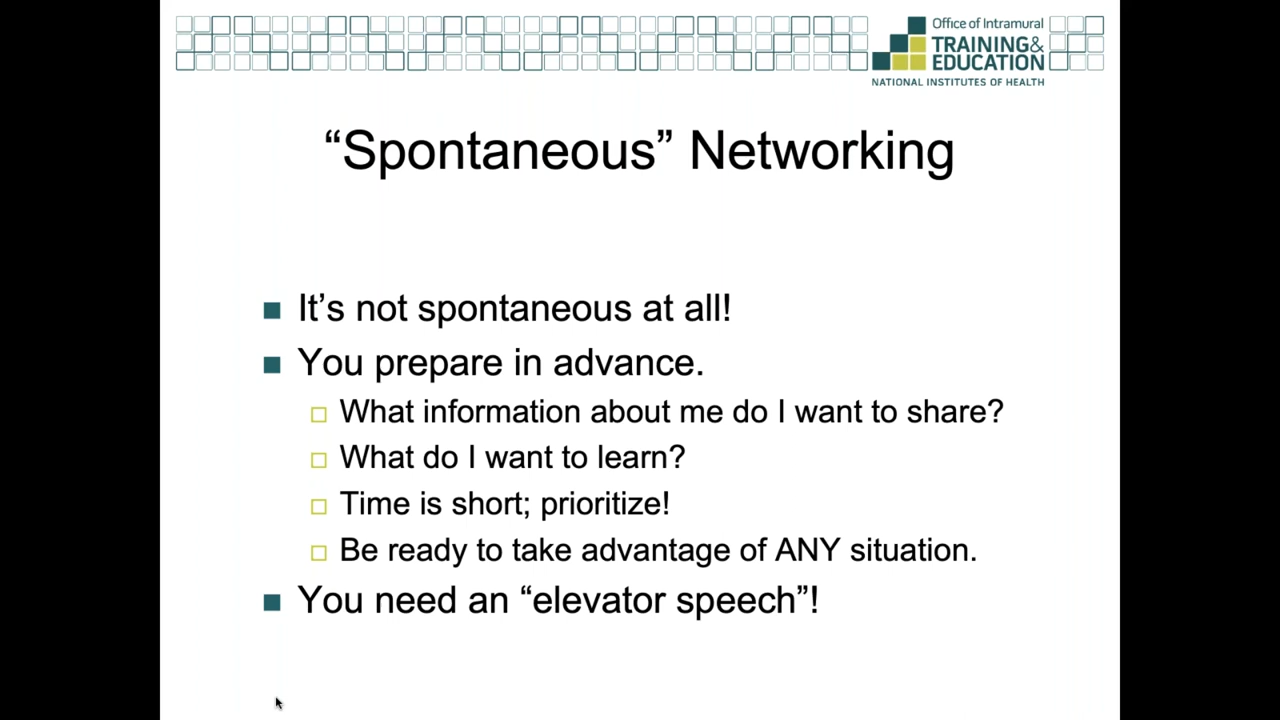 Office of Intramural
TRAINING&
EDUCATION
NATIONAL INSTITUTES OF HEALTH
“Spontaneous” Networking
It’s not spontaneous at all!
You prepare in advance.
What information about me do I want to share?
What do I want to learn?
Time is short; prioritize!
Be ready to take advantage of ANY situation.
You need an “elevator speech”!